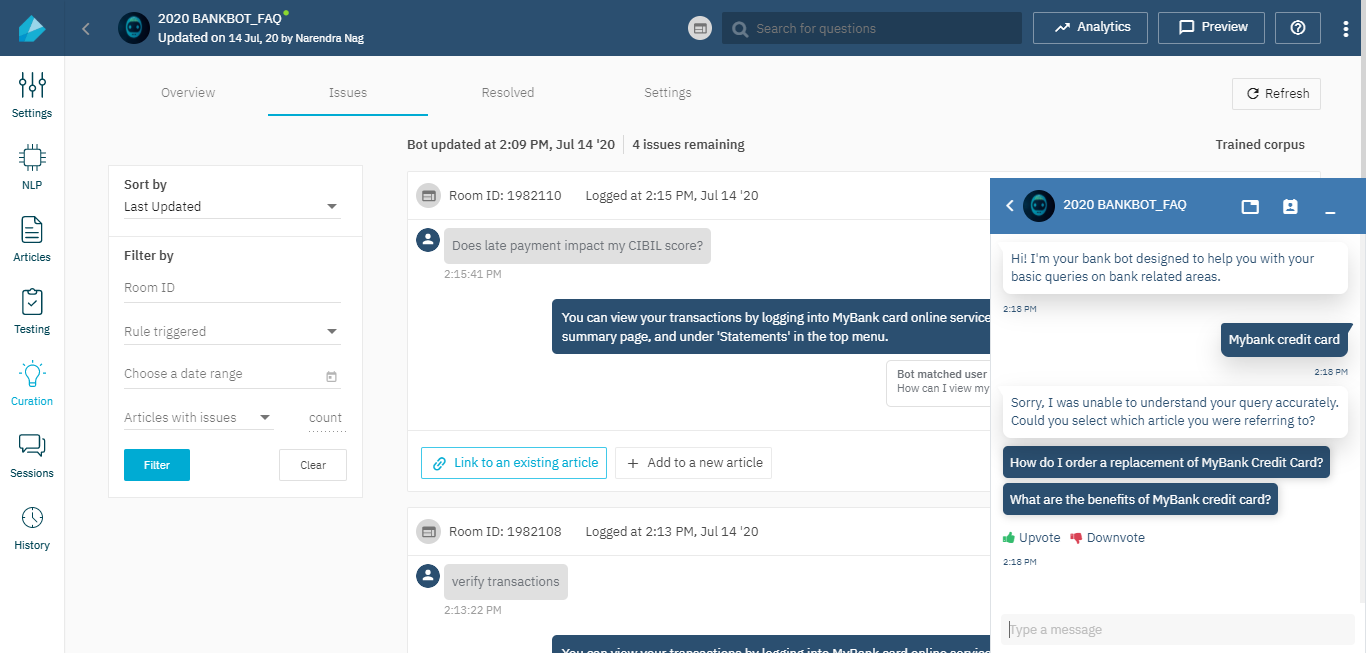 2020 BANKBOT_FAQ
Updated on 14 Jul, 20 by Narendra Nag
Search for questions
Analytics
Preview
Settings
NLP
Articles
Testing
Curation
Sessions
History
Overview
Issues
Resolved
Settings
Refresh
Bot updated at 2:09 PM, Jul 14 '20
4 issues remaining
Trained corpus
Sort by
Last Updated
Filter by
Room ID
Rule triggered
Choose a date range
Articles with issues
count
Filter
Clear
Room ID: 1982110
Logged at 2:15 PM, Jul 14 '20
Does late payment impact my CIBIL score?
2:15:41 PM
You can view your transactions by logging into MyBank card online service
summary page, and under 'Statements' in the top menu.
Bot matched user
How can I view my
Link to an existing article
Add to a new article
Room ID: 1982108
Logged at 2:13 PM, Jul 14 '20
verify transactions
2:13:22 PM
You can view your transactions by logging into MyBank card online service
2020 BANKBOT_FAQ
Hi! I'm your bank bot designed to help you with your
basic queries on bank related areas.
2:18 PM
Mybank credit card
2:18 PM
Sorry, I was unable to understand your query accurately.
Could you select which article you were referring to?
How do I order a replacement of MyBank Credit Card?
What are the benefits of MyBank credit card?
Upvote
Downvote
2:18 PM
Type a message